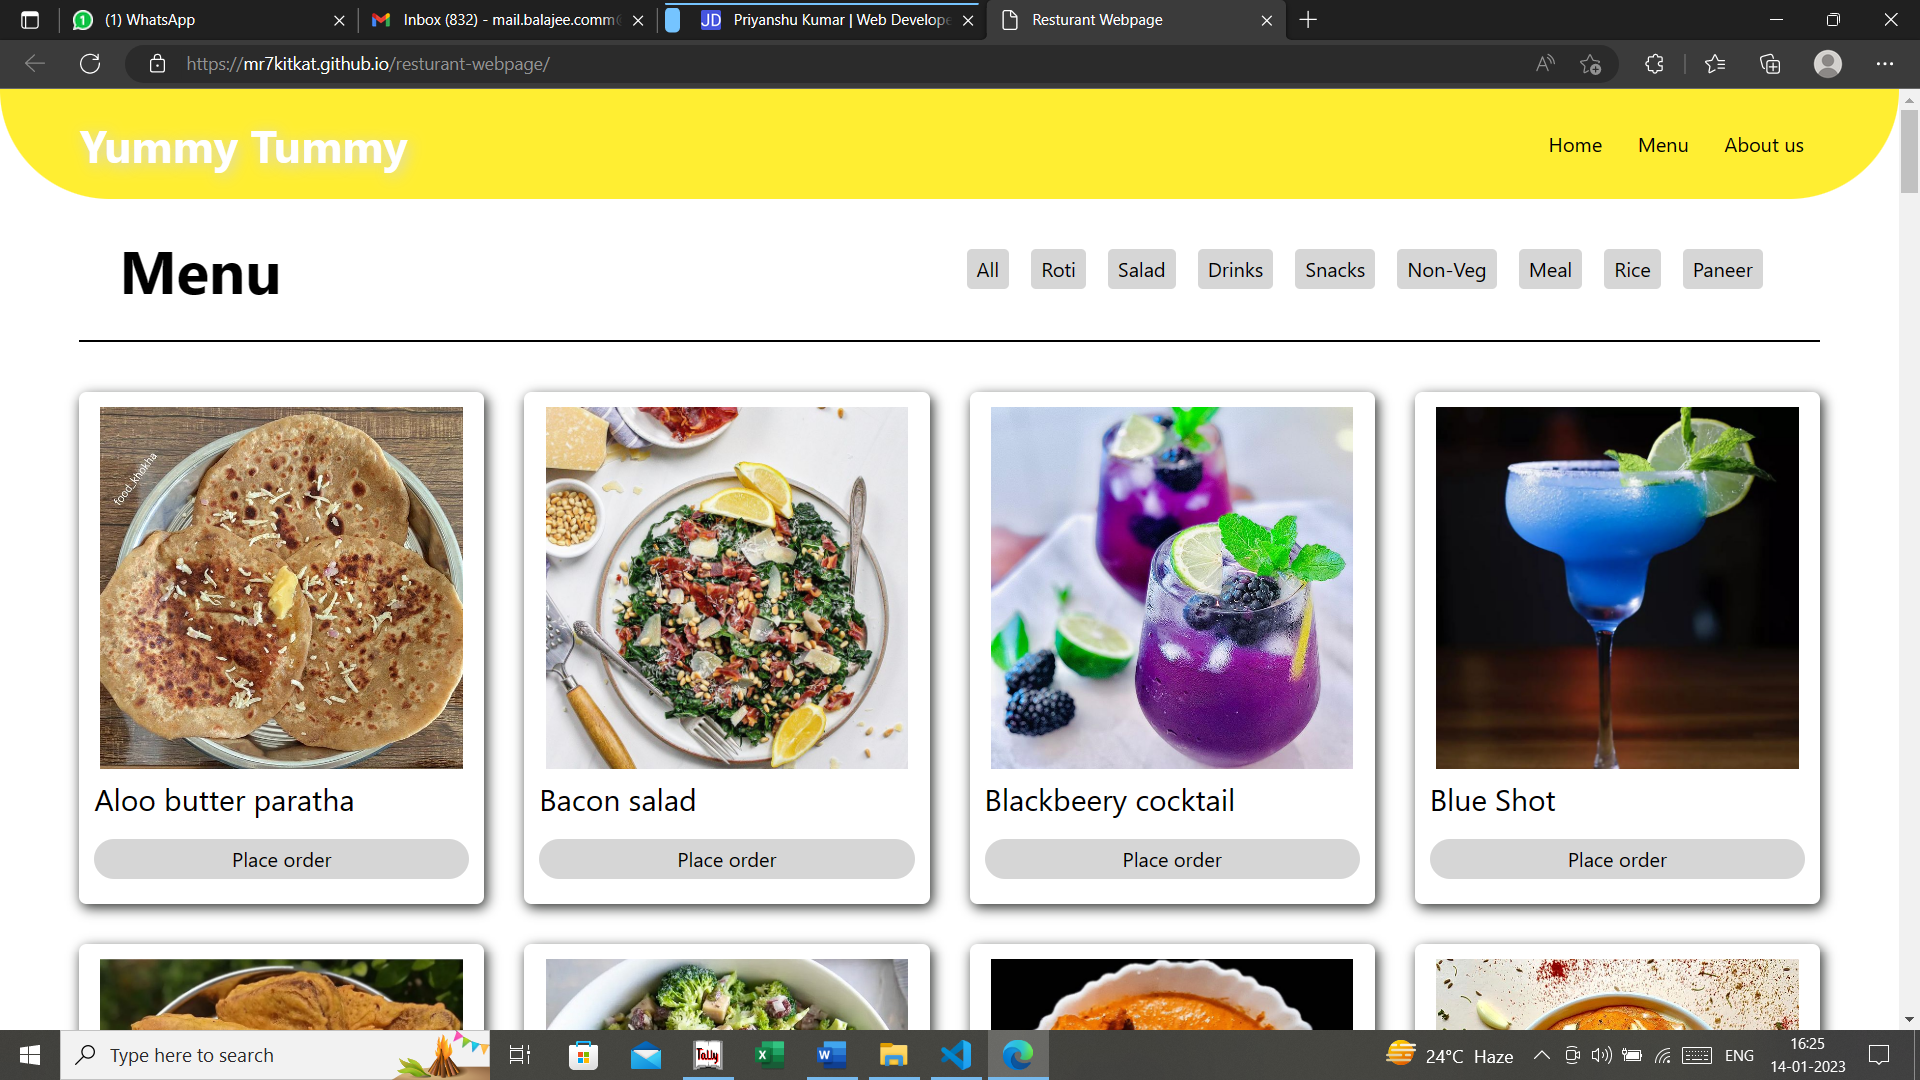 (1) WhatsApp
Inbox (832) - mail.balajee.comm@
JD Priyanshu Kumar | Web Develope
Resturant Webpage
https://mr7kitkat.github.io/resturant-webpage/
Yummy Tummy
Home Menu About us
Menu
All Roti Salad Drinks Snacks Non-Veg Meal Rice Paneer
food_khokha
Aloo butter paratha
Place order
Bacon salad
Place order
Blackbeery cocktail
Place order
Blue Shot
Place order
Type here to search
Tally
24°C Haze
ENG
16:25
14-01-2023